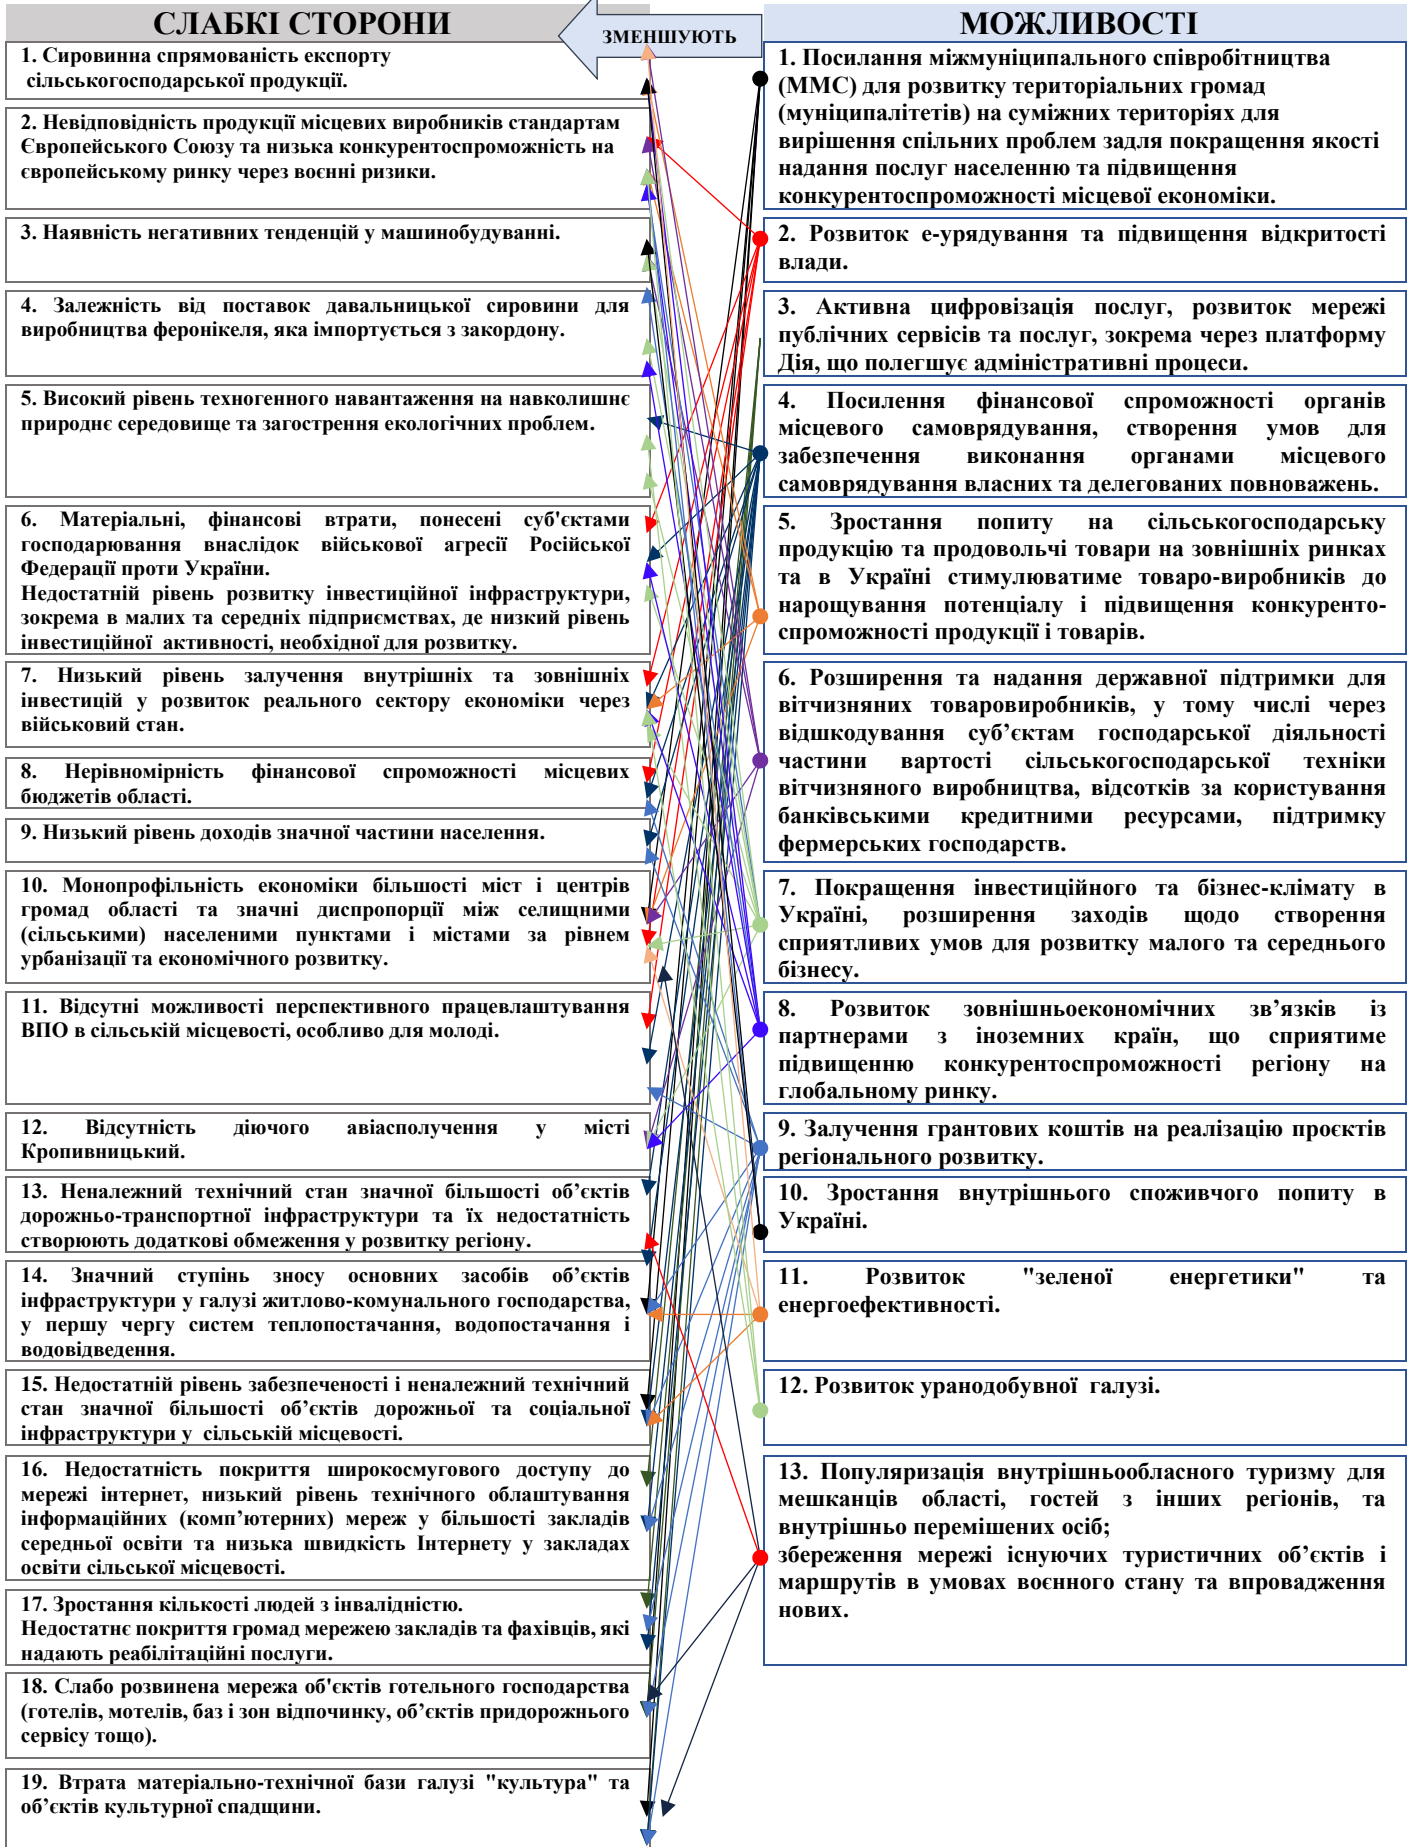 СЛАБКІ СТОРОНИ
1. Сировинна спрямованість експорту
сільськогосподарської продукції.
2. Невідповідність продукції місцевих виробників стандартам
Європейського Союзу та низька конкурентоспроможність на
європейському ринку через воєнні ризики.
3. Наявність негативних тенденцій у машинобудуванні.
4. Залежність від поставок давальницької сировини для
виробництва феронікеля, яка імпортується з закордону.
5. Високий рівень техногенного навантаження на навколишнє
природнє середовище та загострення екологічних проблем.
6. Матеріальні, фінансові втрати, понесені суб'єктами
господарювання внаслідок військової агресії Російської
Федерації проти України.
Недостатній рівень розвитку інвестиційної інфраструктури,
зокрема в малих та середніх підприємствах, де низкий рівень
інвестиційної активності, необхідної для розвитку.
7. Низький рівень залучення внутрішніх та зовнішніх
інвестицій у розвиток реального сектору економіки через
військовий стан.
8. Нерівномірність фінансової спроможності місцевих
бюджетів області.
9. Низький рівень доходів значної частини населення.
10. Монопрофільність економіки більшості міст і центрів
громад області та значні диспропорції між селищними
(сільськими) населеними пунктами і містами за рівнем
урбанізації та економічного розвитку.
11. Відсутні можливості перспективного працевлаштування
ВПО в сільській місцевості, особливо для молоді.
12. Відсутність діючого авіасполучення у місті
Кропивницький.
13. Неналежний технічний стан значної більшості об’єктів
дорожньо-транспортної інфраструктури та їх недостатність
створюють додаткові обмеження у розвитку регіону.
14. Значний ступінь зносу основних засобів об’єктів
інфраструктури у галузі житлово-комунального господарства,
у першу чергу систем теплопостачання, водопостачання і
водовідведення.
15. Недостатній рівень забезпеченості і неналежний технічний
стан значної більшості об’єктів дорожньої та соціальної
інфраструктури у сільській місцевості.
16. Недостатність покриття широкосмугового доступу до
мережі інтернет, низький рівень технічного облаштування
інформаційних (комп’ютерних) мереж у більшості закладів
середньої освіти та низька швидкість Інтернету у закладах
освіти сільської місцевості.
17. Зростання кількості людей з інвалідністю.
Недостатнє покриття громад мережею закладів та фахівців, які
надають реабілітаційні послуги.
18. Слабо розвинена мережа об'єктів готельного господарства
(готелів, мотелів, баз і зон відпочинку, об’єктів придорожнього
сервісу тощо).
19. Втрата матеріально-технічної бази галузі "культура" та
об’єктів культурної спадщини.
ЗМЕНШУЮТЬ
МОЖЛИВОСТІ
1. Посилання міжмуніципального співробітництва
(ММС) для розвитку територіальних громад
(муніципалітетів) на суміжних територіях для
вирішення спільних проблем задля покращення якості
надання послуг населенню та підвищення
конкурентоспроможності місцевої економіки.
2. Розвиток е-урядування та підвищення відкритості
влади.
3. Активна цифровізація послуг, розвиток мережі
публічних сервісів та послуг, зокрема через платформу
Дія, що полегшує адміністративні процеси.
4. Посилення фінансової спроможності органів
місцевого самоврядування, створення умов для
забезпечення виконання органами місцевого
самоврядування власних та делегованих повноважень.
5. Зростання попиту на сільськогосподарську
продукцію та продовольчі товари на зовнішніх ринках
та в Україні стимулюватиме товаро-виробників до
нарощування потенціалу і підвищення конкуренто-
спроможності продукції і товарів.
6. Розширення та надання державної підтримки для
вітчизняних товаровиробників, у тому числі через
відшкодування суб’єктам господарської діяльності
частини вартості сільськогосподарської техніки
вітчизняного виробництва, відсотків за користування
банківськими кредитними ресурсами, підтримку
фермерських господарств.
7. Покращення інвестиційного та бізнес-клімату в
Україні, розширення заходів щодо створення
сприятливих умов для розвитку малого та середнього
бізнесу.
8. Розвиток зовнішньоекономічних зв’язків із
партнерами з іноземних країн, що сприятиме
підвищенню конкурентоспроможності регіону на
глобальному ринку.
9. Залучення грантових коштів на реалізацію проєктів
регіонального розвитку.
10. Зростання внутрішнього споживчого попиту в
Україні.
11. Розвиток "зеленої енергетики" та
енергоефективності.
12. Розвиток уранодобувної галузі.
13. Популяризація внутрішньообласного туризму для
мешканців області, гостей з інших регіонів, та
внутрішньо перемішених осіб;
збереження мережі існуючих туристичних об’єктів і
маршрутів в умовах воєнного стану та впровадження
нових.